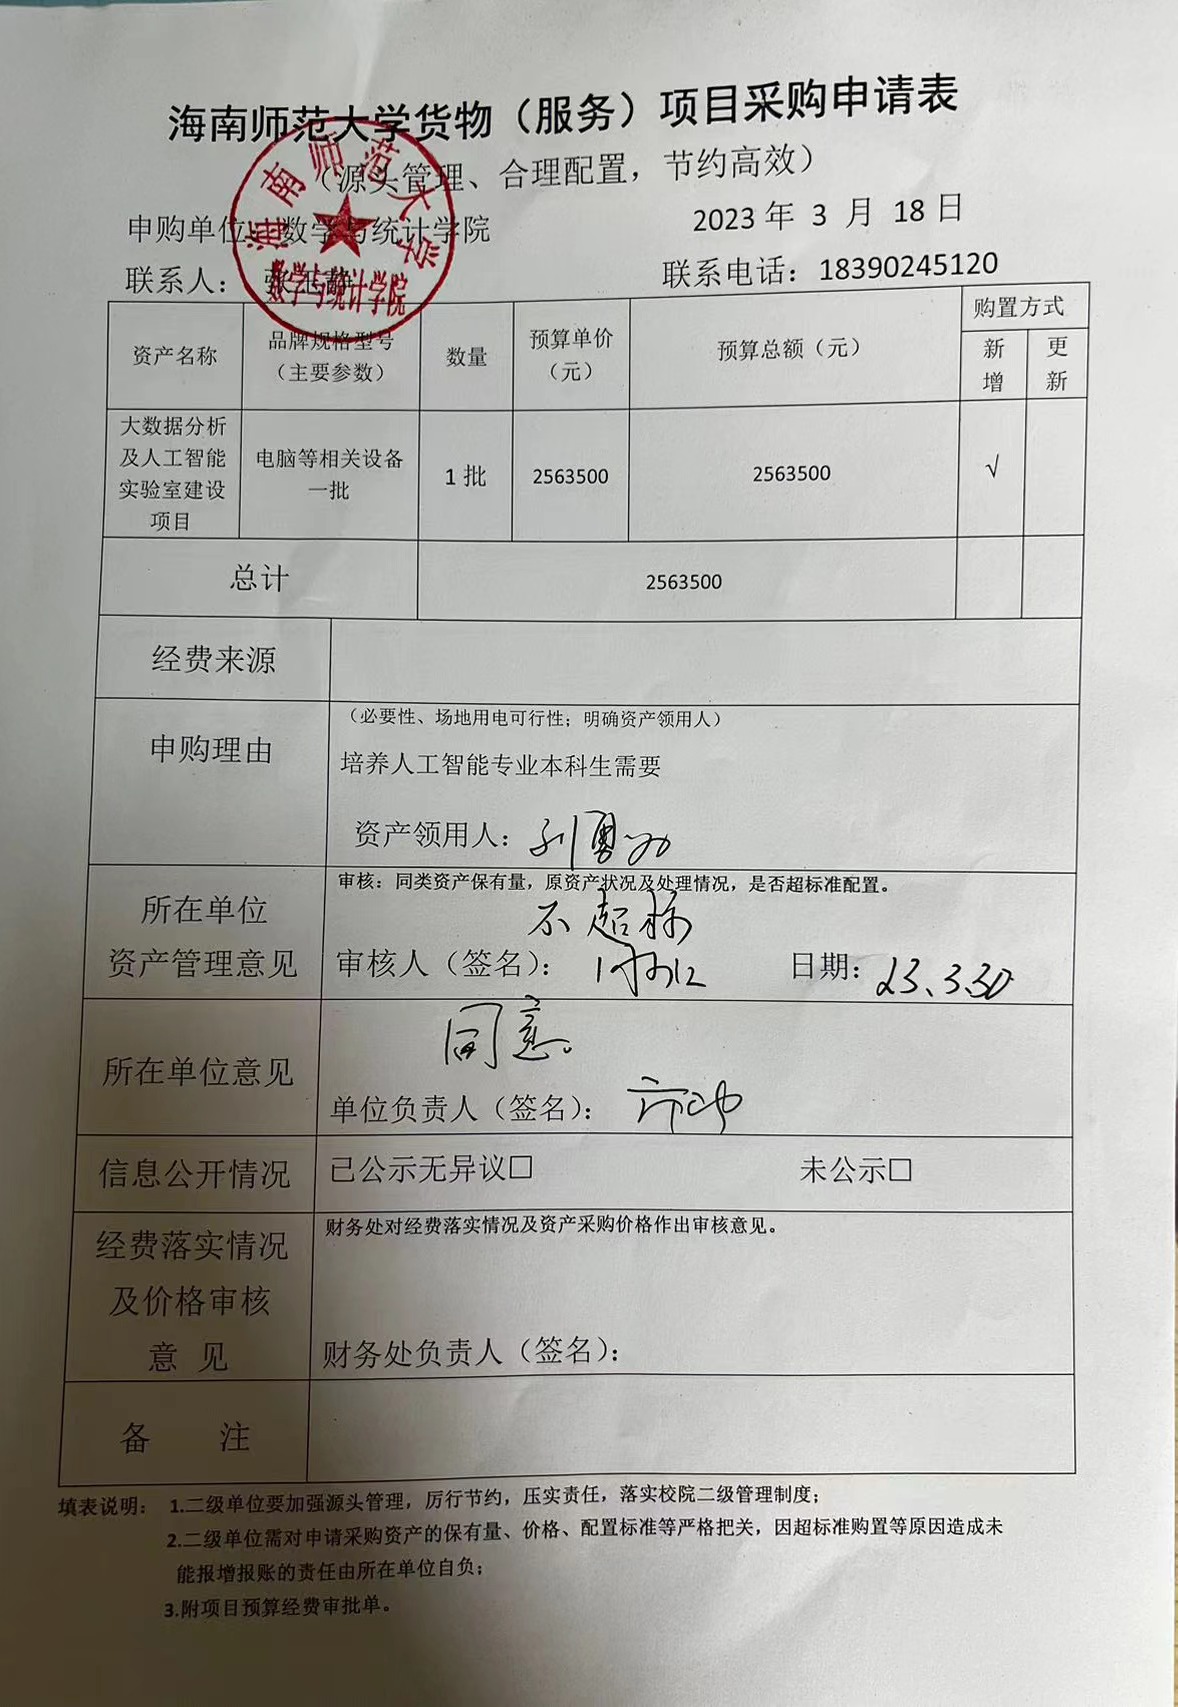 海南师范大学货物（服务）项目采购申请表
（源头管理、合理配置，节约高效）
申购单位：数学与统计学院 2023 年 3 月 18 日
联系人： 联系电话：18390245120
海南师范大学
数学与统计学院
资产名称 品牌规格型号（主要参数） 数量 预算单价（元） 预算总额（元） 购置方式
新增 更新
大数据分析及人工智能实验室建设项目 电脑等相关设备一批 1 批 2563500 2563500 √
总计 2563500
经费来源
申购理由 （必要性、场地用电可行性；明确资产领用人）
培养人工智能专业本科生需要
资产领用人：
所在单位资产管理意见 审核：同类资产保有量，原资产状况及处理情况，是否超标准配置。
不超标
审核人（签名）： 日期：23.3.30
所在单位意见 同意。
单位负责人（签名）：
信息公开情况 已公示无异议□ 未公示□
经费落实情况及价格审核意见 财务处对经费落实情况及资产采购价格作出审核意见。
财务处负责人（签名）：
备 注
填表说明： 1.二级单位要加强源头管理，厉行节约，压实责任，落实校院二级管理制度；
2.二级单位需对申请采购资产的保有量、价格、配置标准等严格把关，因超标准购置等原因造成未
能报增报账的责任由所在单位自负；
3.附项目预算经费审批单。